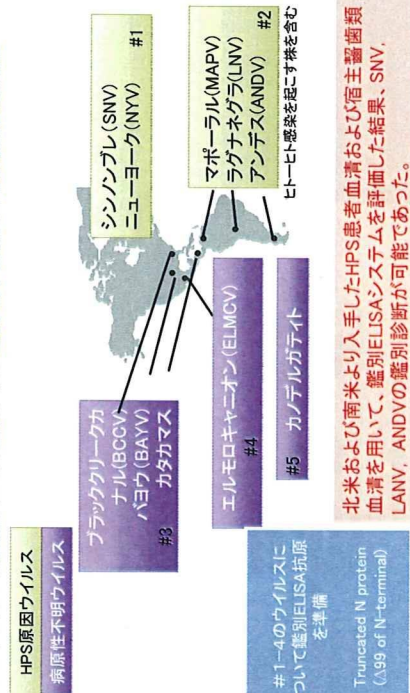 HPS原因ウイルス
病原性不明ウイルス
シンノンブレ(SNV)
ニューヨーク(NYV)
#1
マポーラル(MAPV)
ラグナネグラ(LNV)
アンデス(ANDV)
#2
ヒトーヒト感染を起こす株を含む
ブラッククリークカ
ナル(BCCV)
バヨウ(BAYV)
カタカマス
#3
エルモロキャニオン(ELMCV)
#4
#5 カノデルガティト
#1-4のウイルスに
ついて鑑別ELISA抗原
を準備
Truncated N protein
(Δ99 of N-terminal)
北米および南米より入手したHPS患者血清および宿主齧歯類
血清を用いて、鑑別ELISAシステムを評価した結果、SNV,
LANV, ANDVの鑑別診断が可能であった。